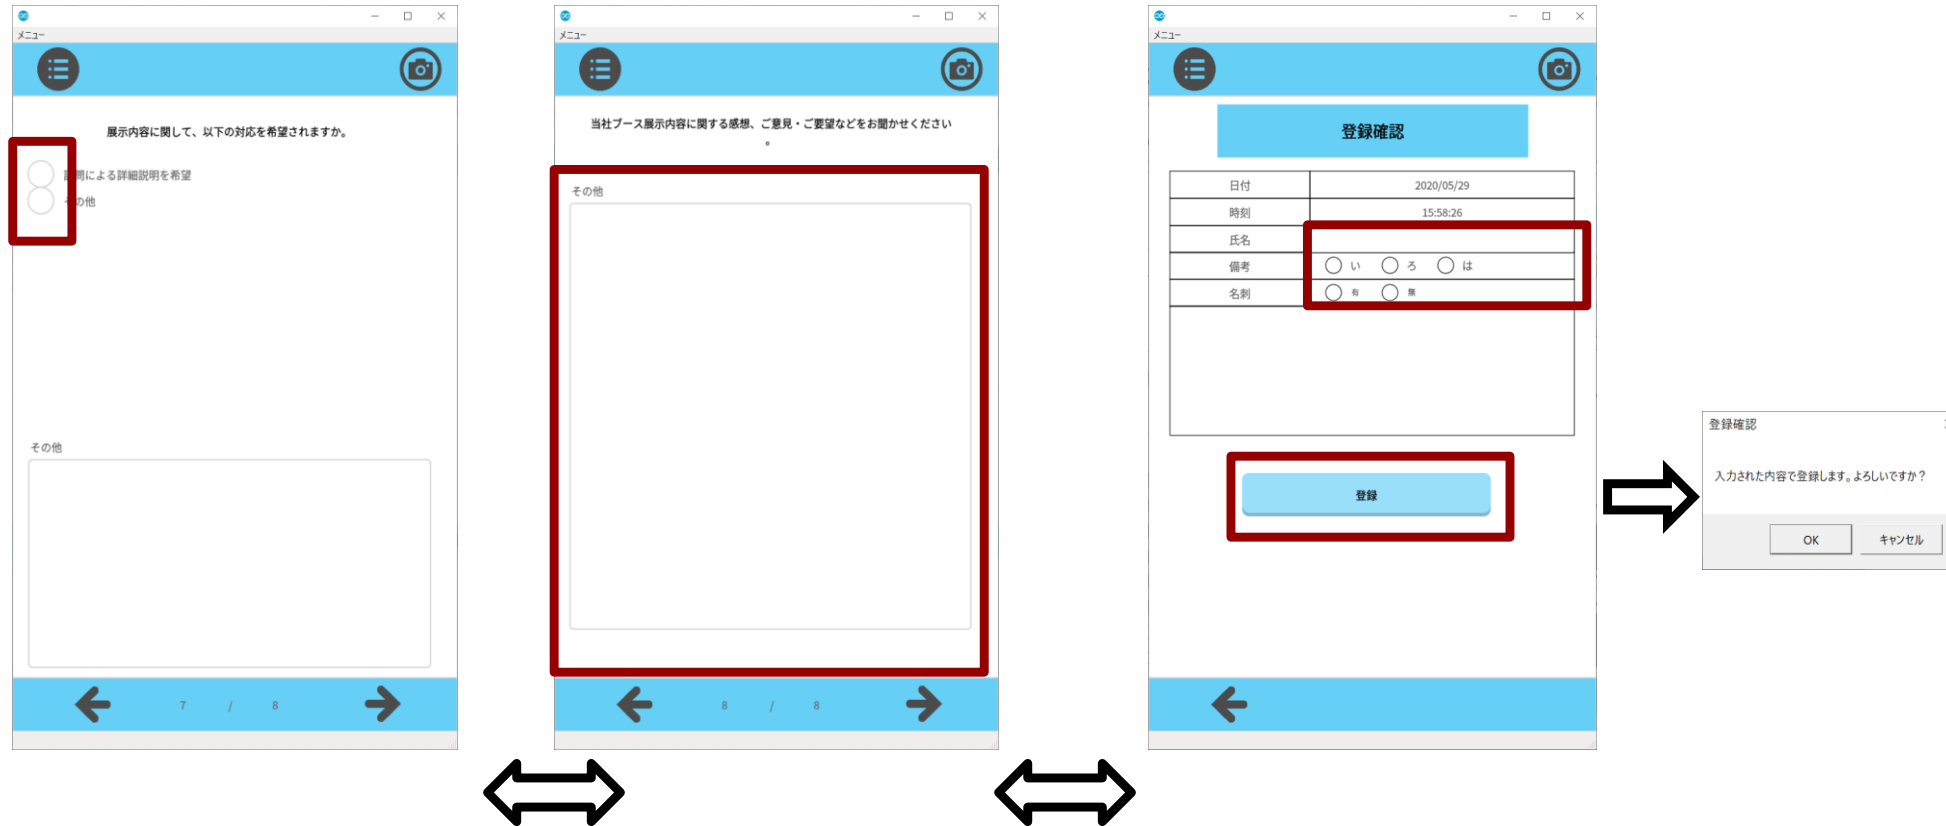 メニュー
展示内容に関して、以下の対応を希望されますか。
問による詳細説明を希望
その他
その他
7 / 8
メニュー
当社ブース展示内容に関する感想、ご意見・ご要望などをお聞かせください
。
その他
8 / 8
メニュー
登録確認
日付 2020/05/29
時刻 15:58:26
氏名
備考 い ろ は
名刺 有 無
登録
登録確認
入力された内容で登録します。よろしいですか？
OK キャンセル